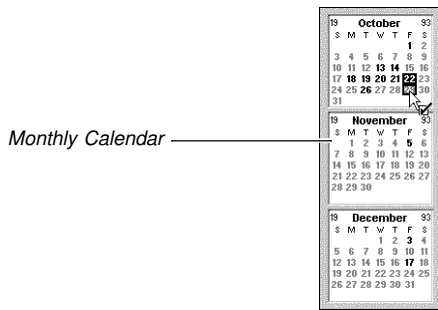 Monthly Calendar
19 October 93
S M T W T F S
1 2
3 4 5 6 7 8 9
10 11 12 13 14 15 16
17 18 19 20 21 22 23
24 25 26 27 28 29 30
31
19 November 93
S M T W T F S
1 2 3 4 5 6
7 8 9 10 11 12 13
14 15 16 17 18 19 20
21 22 23 24 25 26 27
28 29 30
19 December 93
S M T W T F S
1 2 3 4
5 6 7 8 9 10 11
12 13 14 15 16 17 18
19 20 21 22 23 24 25
26 27 28 29 30 31